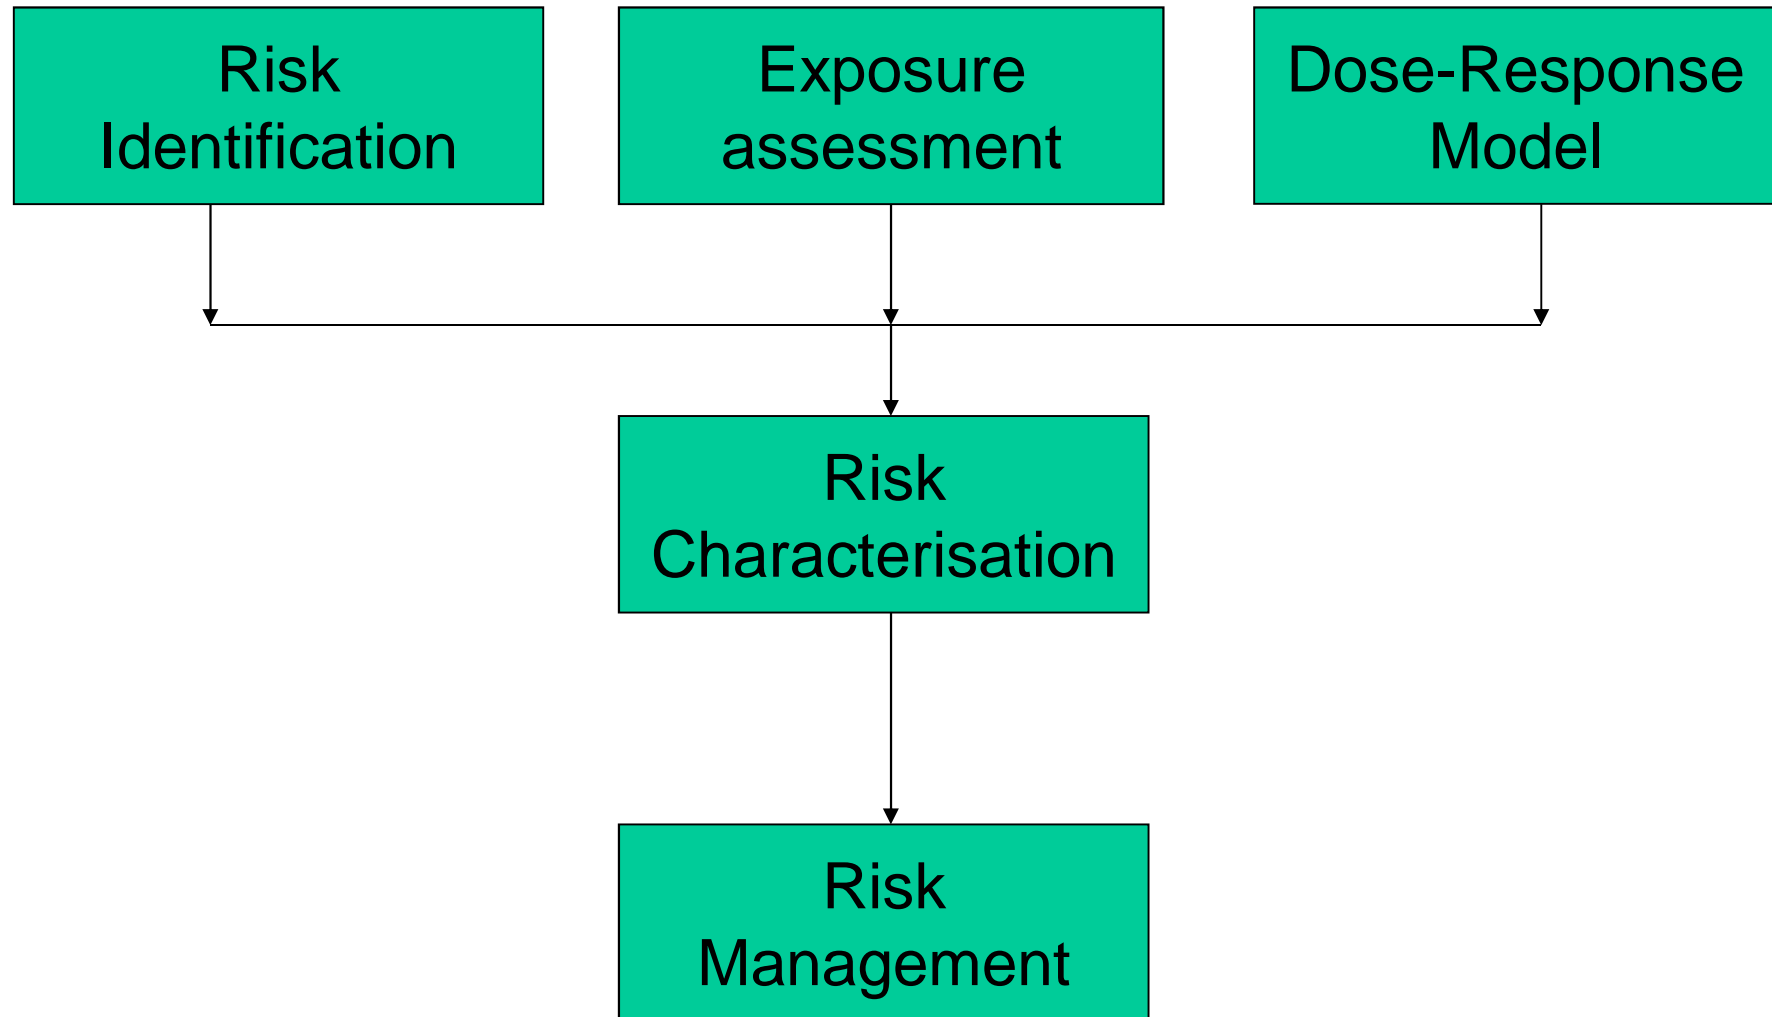 Risk
Identification
Exposure
assessment
Dose-Response
Model
Risk
Characterisation
Risk
Management